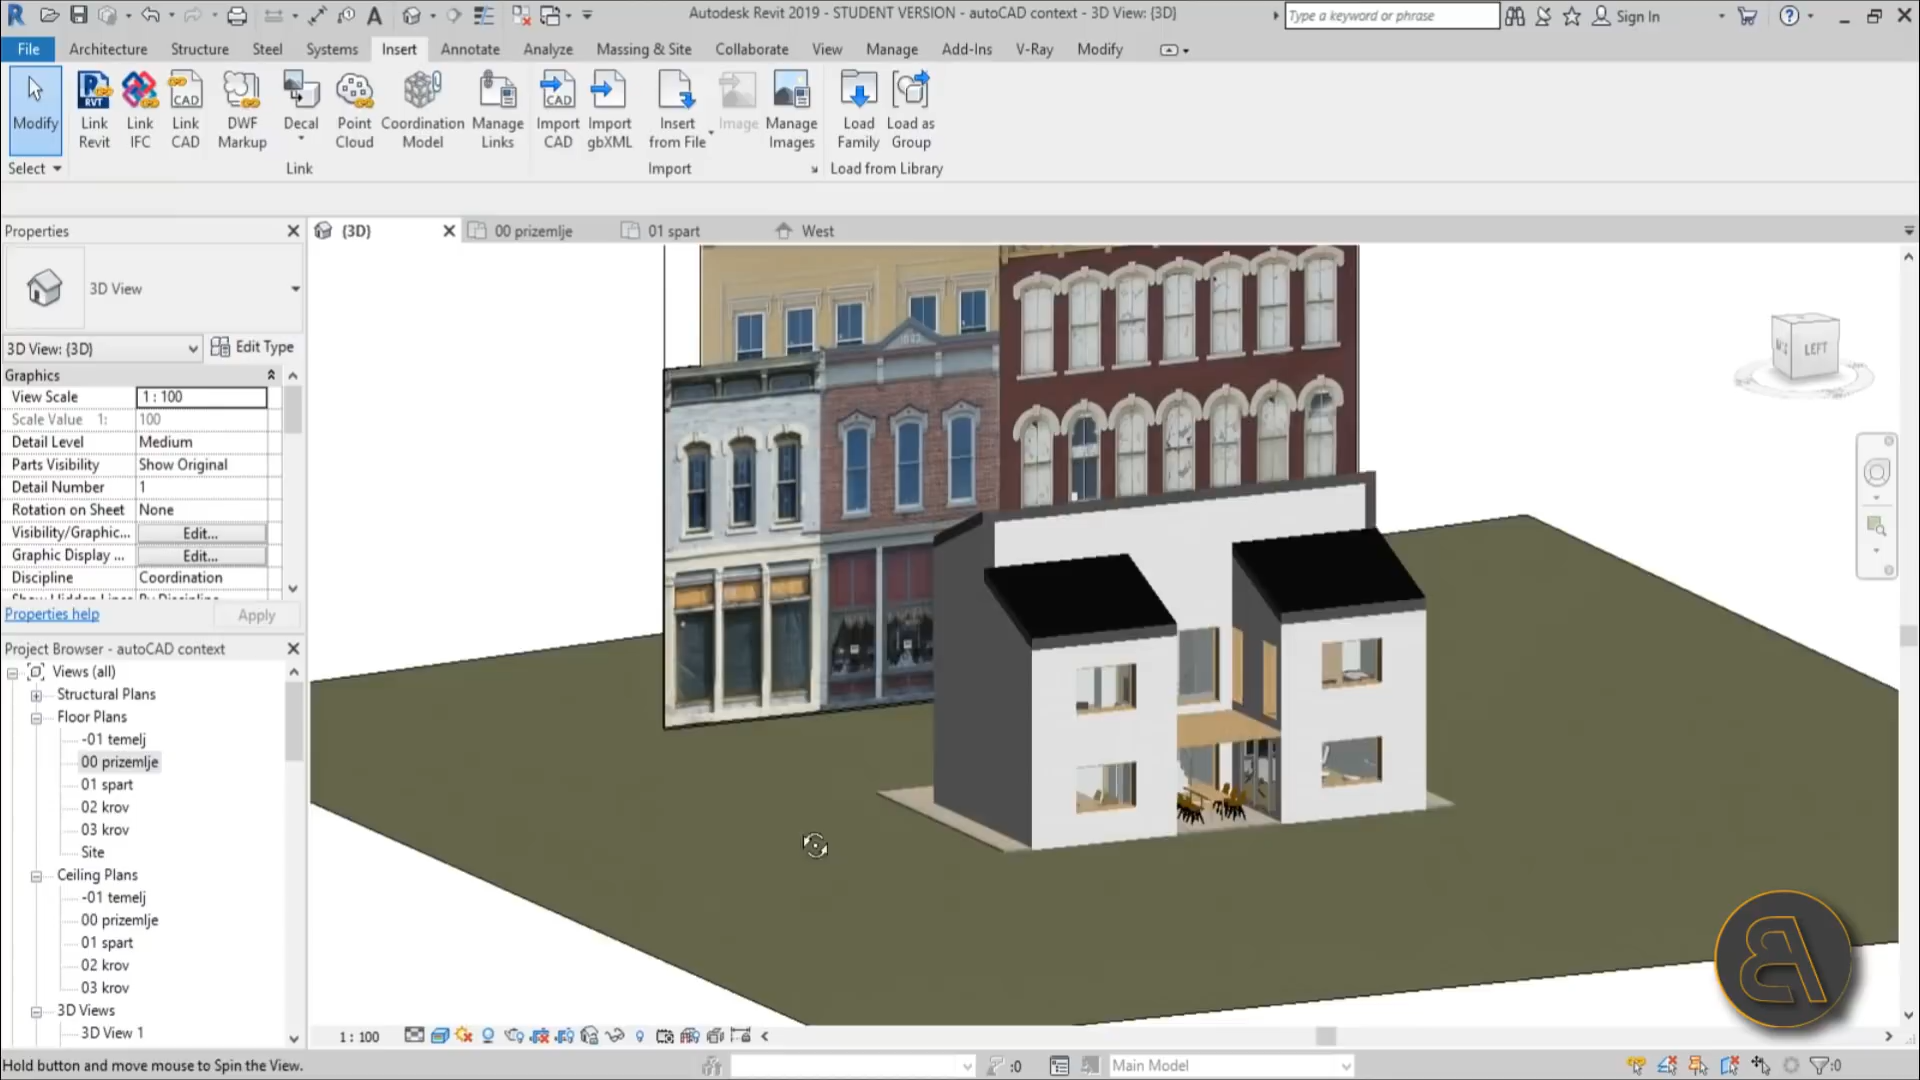 Autodesk Revit 2019 - STUDENT VERSION - autoCAD context - 3D View: {3D}
Type a keyword or phrase
Sign In
File Architecture Structure Steel Systems Insert Annotate Analyze Massing & Site Collaborate View Manage Add-Ins V-Ray Modify
Modify
Link Revit
Link IFC
Link CAD
DWF Markup
Decal
Point Cloud
Coordination Model
Manage Links
Import CAD
Import gbXML
Insert from File
Image
Manage Images
Load Family
Load as Group
Select
Link
Import
Load from Library
Properties
{3D}
00 prizemlje
01 spart
West
3D View
3D View: {3D}
Edit Type
Graphics
View Scale 1 : 100
Scale Value 1: 100
Detail Level Medium
Parts Visibility Show Original
Detail Number 1
Rotation on Sheet None
Visibility/Graphic... Edit...
Graphic Display ... Edit...
Discipline Coordination
Properties help
Apply
Project Browser - autoCAD context
Views (all)
Structural Plans
Floor Plans
-01 temelj
00 prizemlje
01 spart
02 krov
03 krov
Site
Ceiling Plans
-01 temelj
00 prizemlje
01 spart
02 krov
03 krov
3D Views
3D View 1
LEFT
1 : 100
Hold button and move mouse to Spin the View.
:0
Main Model
:0